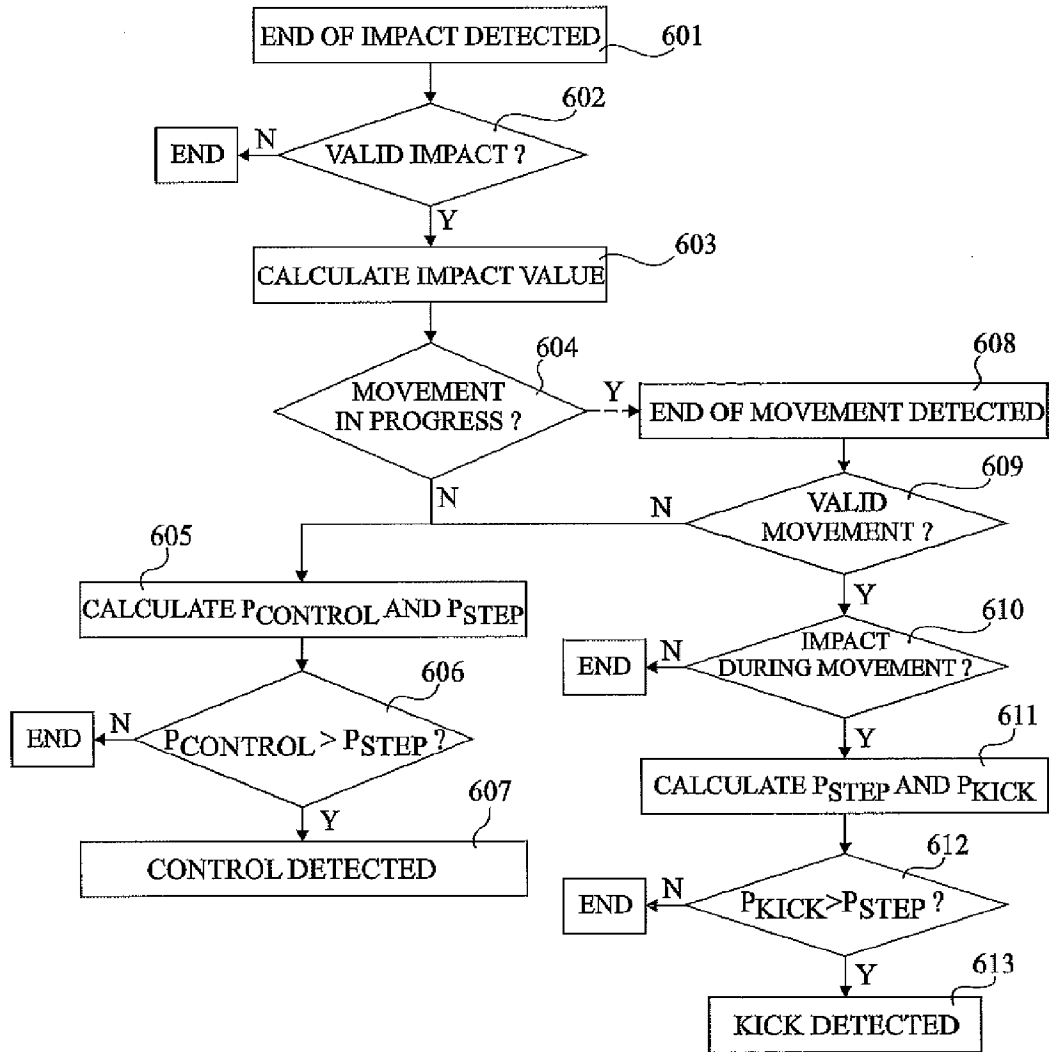 END OF IMPACT DETECTED
601
602
VALID IMPACT ?
N
END
Y
603
CALCULATE IMPACT VALUE
604
MOVEMENT
IN PROGRESS ?
Y
608
END OF MOVEMENT DETECTED
N
609
VALID
MOVEMENT ?
N
605
CALCULATE PCONTROL AND PSTEP
Y
610
IMPACT
DURING MOVEMENT ?
N
END
606
PCONTROL > PSTEP ?
N
END
Y
611
CALCULATE PSTEP AND PKICK
607
Y
CONTROL DETECTED
612
PKICK>PSTEP ?
N
END
Y
613
KICK DETECTED